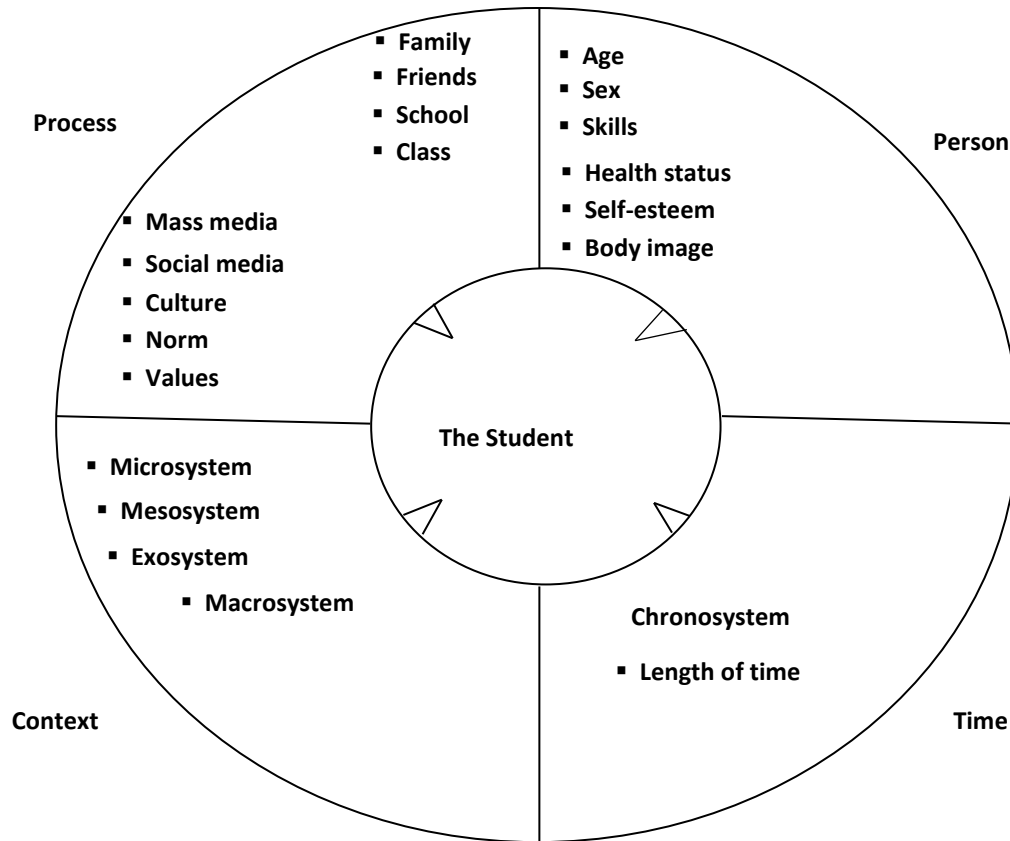 Process
▪ Family
▪ Friends
▪ School
▪ Class
▪ Mass media
▪ Social media
▪ Culture
▪ Norm
▪ Values
Person
▪ Age
▪ Sex
▪ Skills
▪ Health status
▪ Self-esteem
▪ Body image
The Student
Context
▪ Microsystem
▪ Mesosystem
▪ Exosystem
▪ Macrosystem
Time
Chronosystem
▪ Length of time